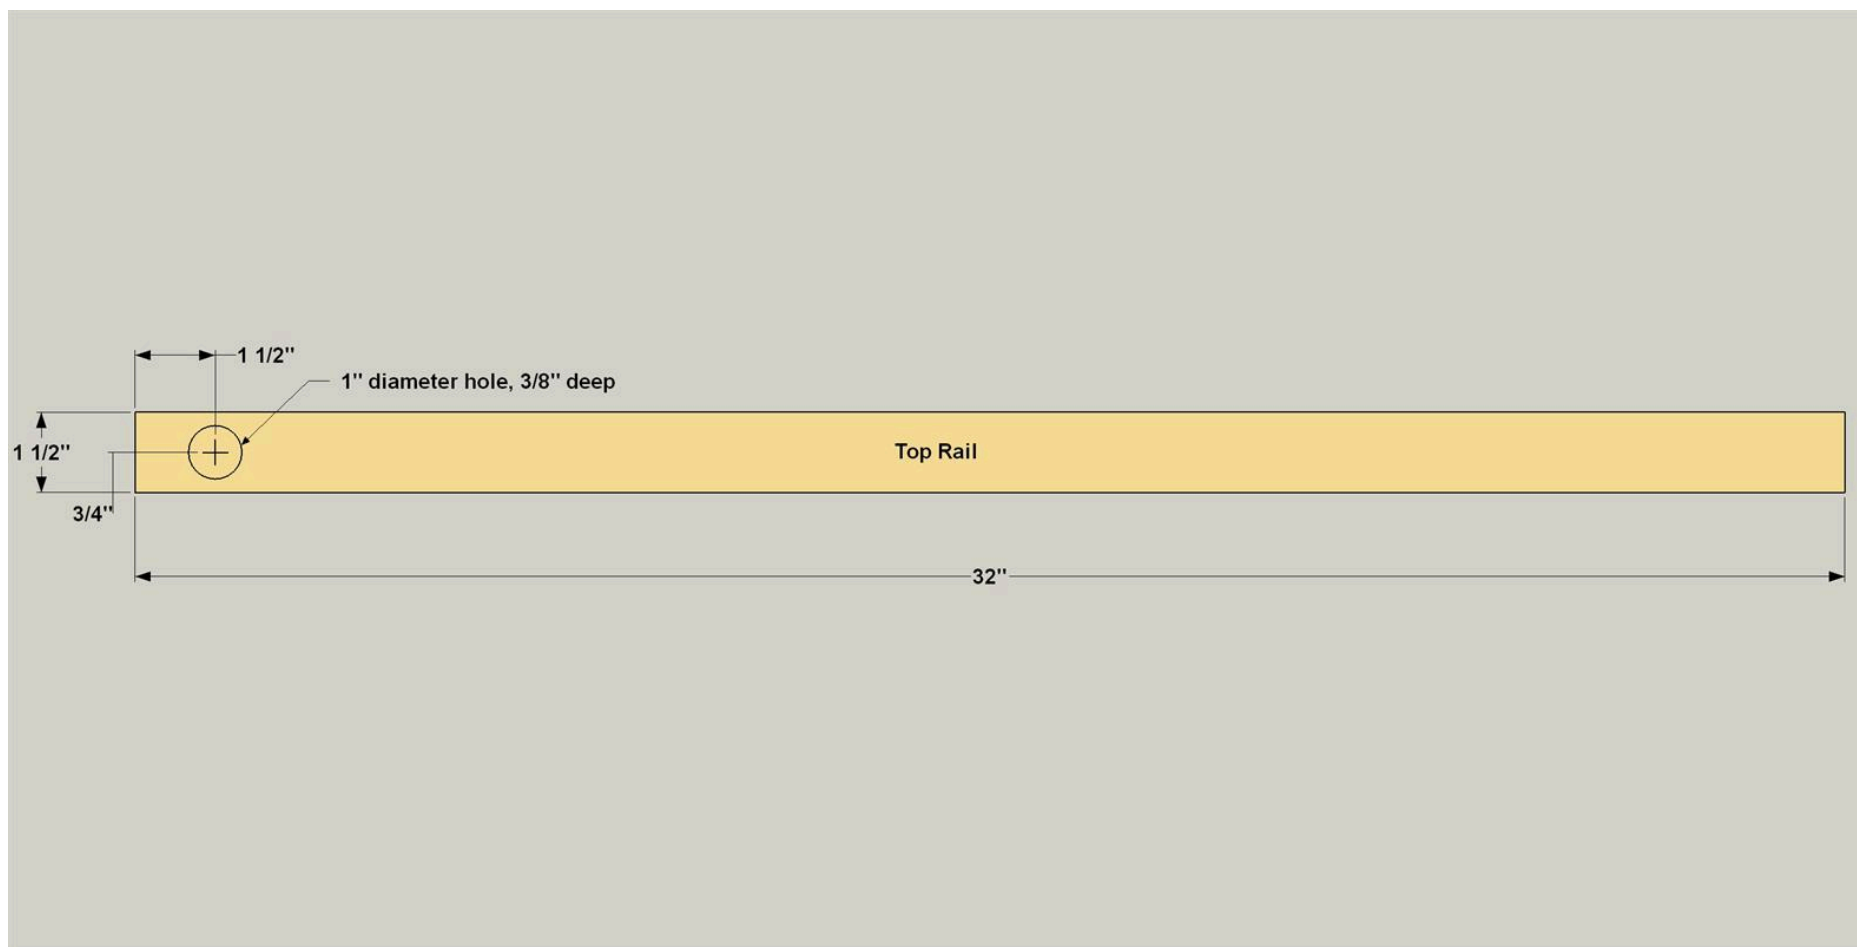 1 1/2"
1" diameter hole, 3/8" deep
1 1/2"
Top Rail
3/4"
32"